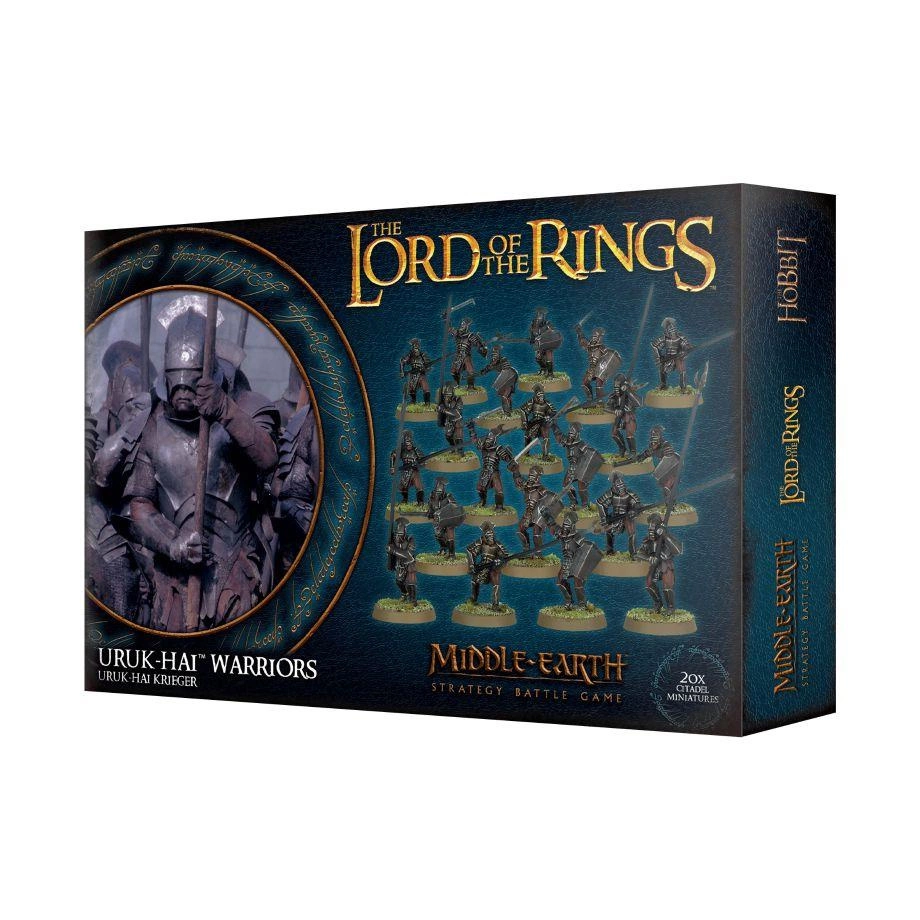 THE
LORD OF THE RINGS™
URUK-HAI™ WARRIORS
URUK-HAI KRIEGER
MIDDLE-EARTH
STRATEGY BATTLE GAME
20X
CITADEL
MINIATURES
THE HOBBIT
THE LORD OF THE RINGS
MIDDLE-EARTH
STRATEGY BATTLE GAME